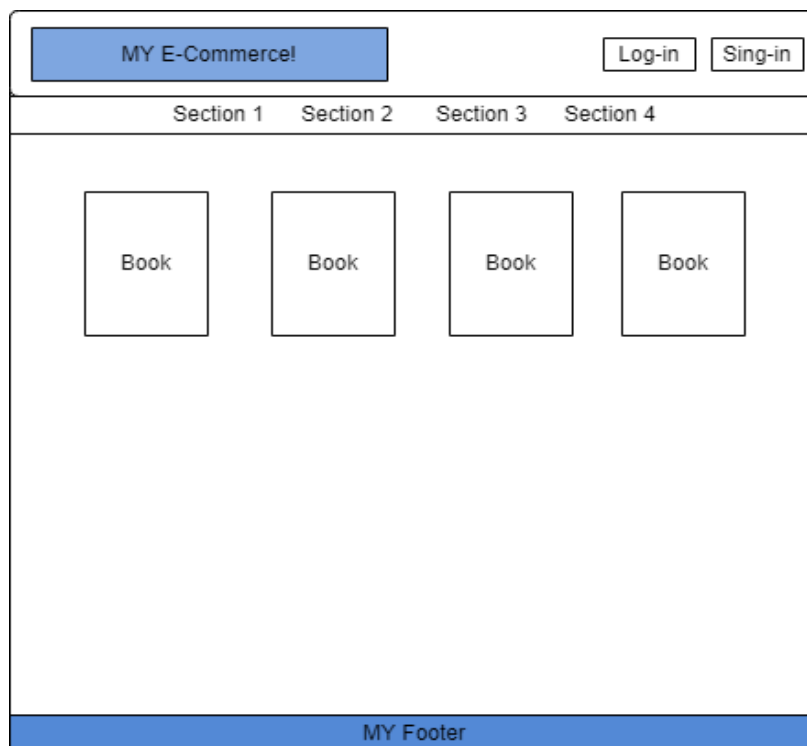 MY E-Commerce!
Log-in
Sing-in
Section 1
Section 2
Section 3
Section 4
Book
Book
Book
Book
MY Footer